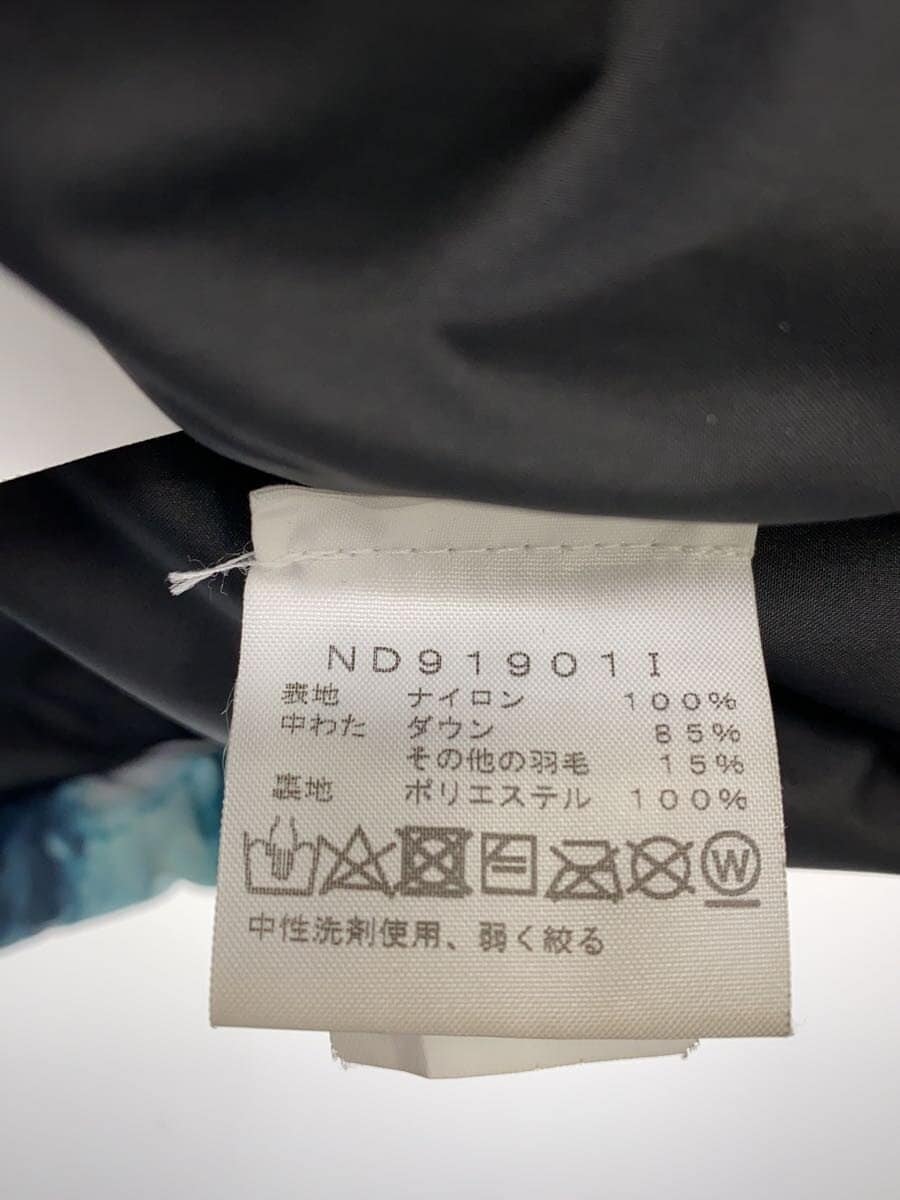 ND91901I
表地 ナイロン 100%
中わた ダウン 85%
その他の羽毛 15%
裏地 ポリエステル 100%
W
中性洗剤使用、弱く絞る